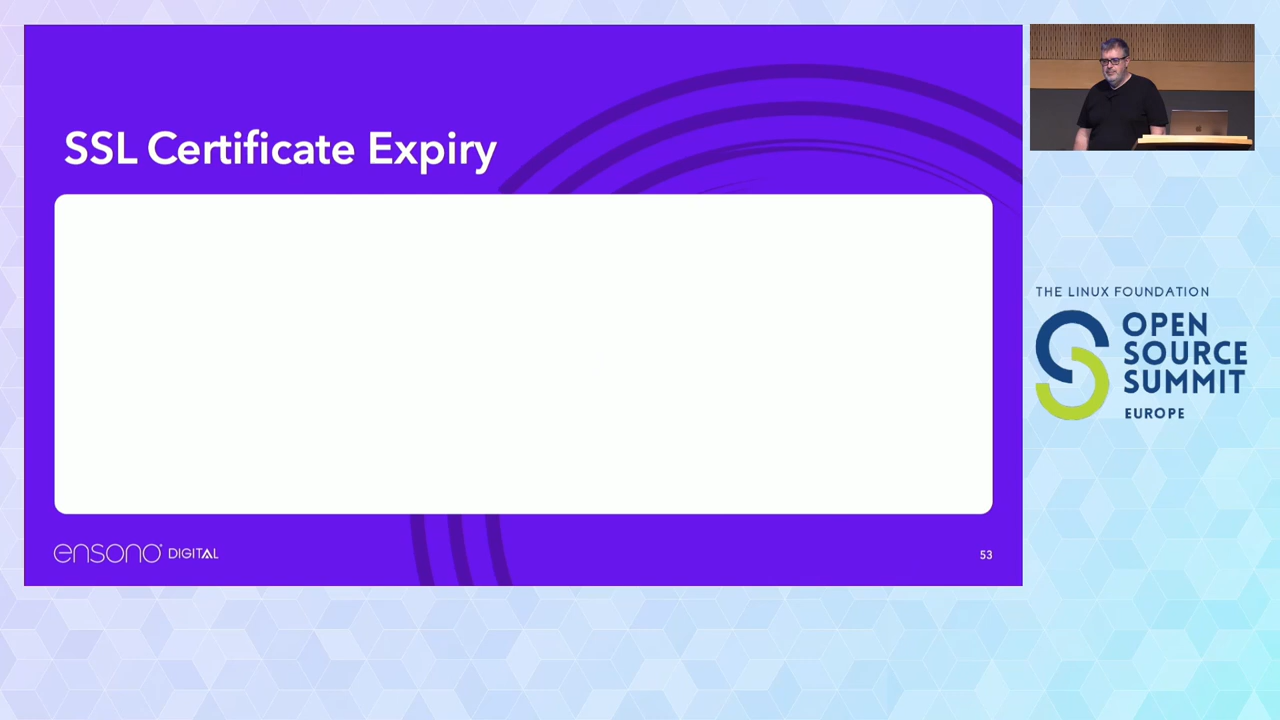 SSL Certificate Expiry
ensono DIGITAL
53
THE LINUX FOUNDATION
OPEN
SOURCE
SUMMIT
EUROPE